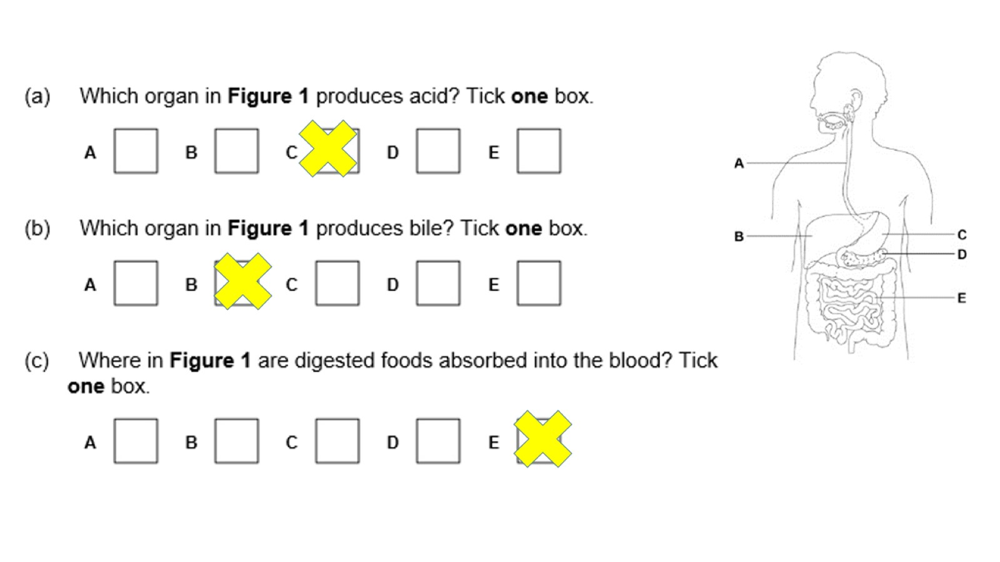 (a) Which organ in Figure 1 produces acid? Tick one box.
A B C D E
(b) Which organ in Figure 1 produces bile? Tick one box.
A B C D E
(c) Where in Figure 1 are digested foods absorbed into the blood? Tick
one box.
A B C D E
A
B
C
D
E